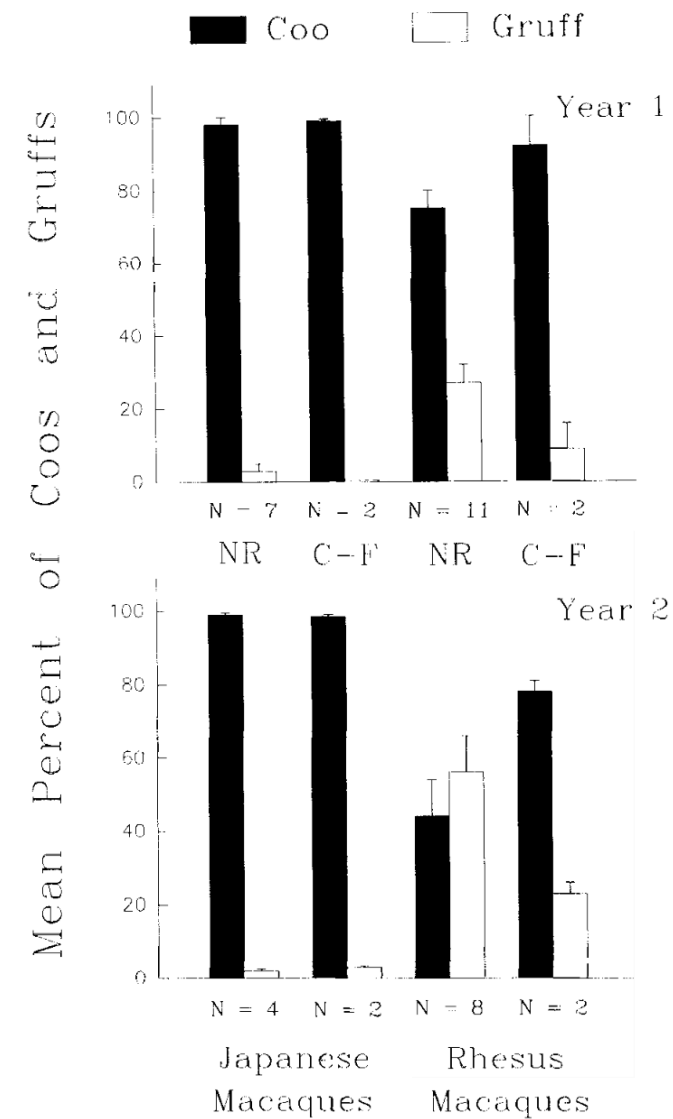 Coo Gruff
Mean Percent of Coos and Gruffs
Year 1
100
80
60
40
20
0
N = 7 N = 2 N = 11 N = 2
NR C-F NR C-F
Year 2
100
80
60
40
20
0
N = 4 N = 2 N = 8 N = 2
Japanese Rhesus
Macaques Macaques